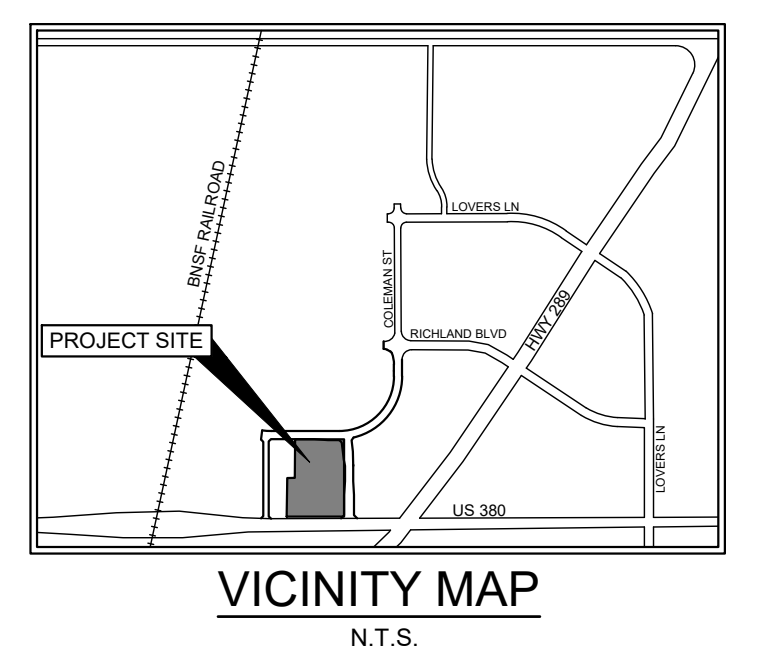 LOVERS LN
BNSF RAILROAD
COLEMAN ST
HWY 289
RICHLAND BLVD
PROJECT SITE
LOVERS LN
US 380
VICINITY MAP
N.T.S.